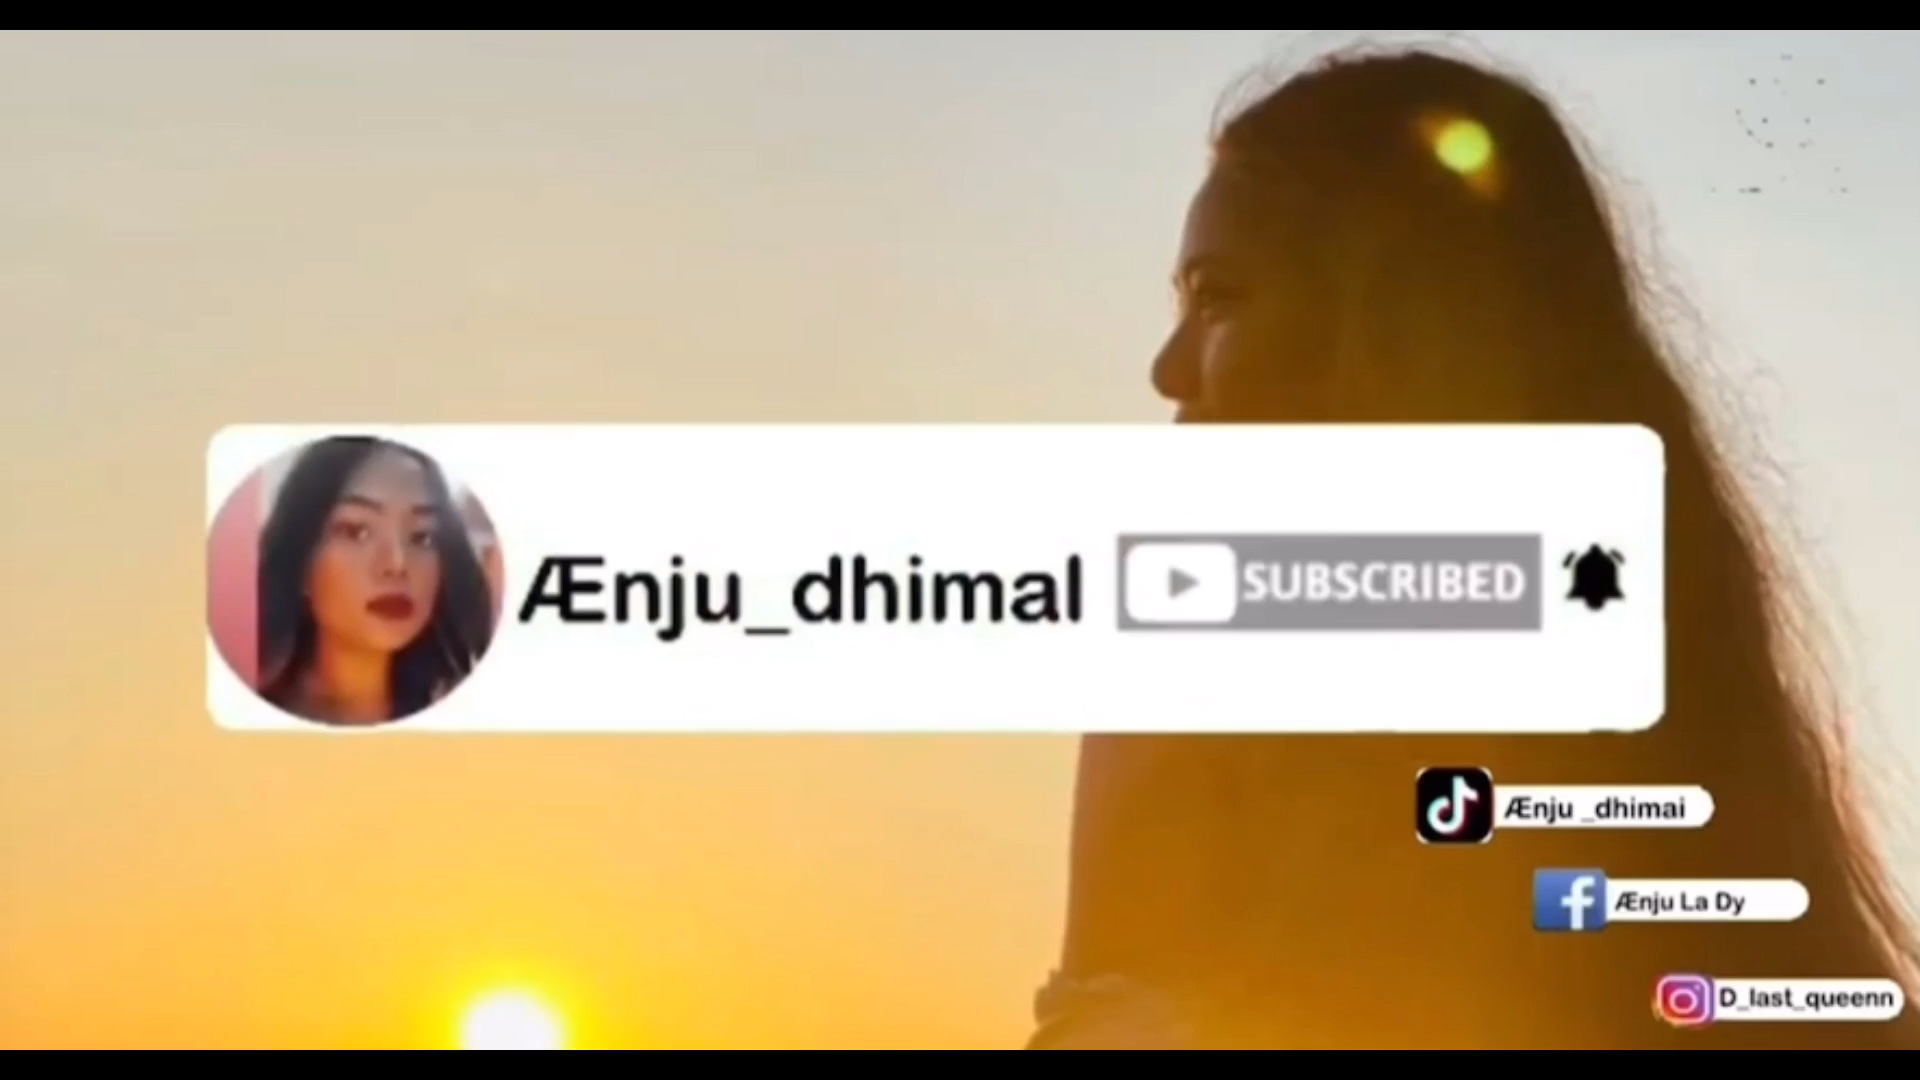 Ænju_dhimal
SUBSCRIBED
Ænju _dhimai
Ænju La Dy
D_last_queenn